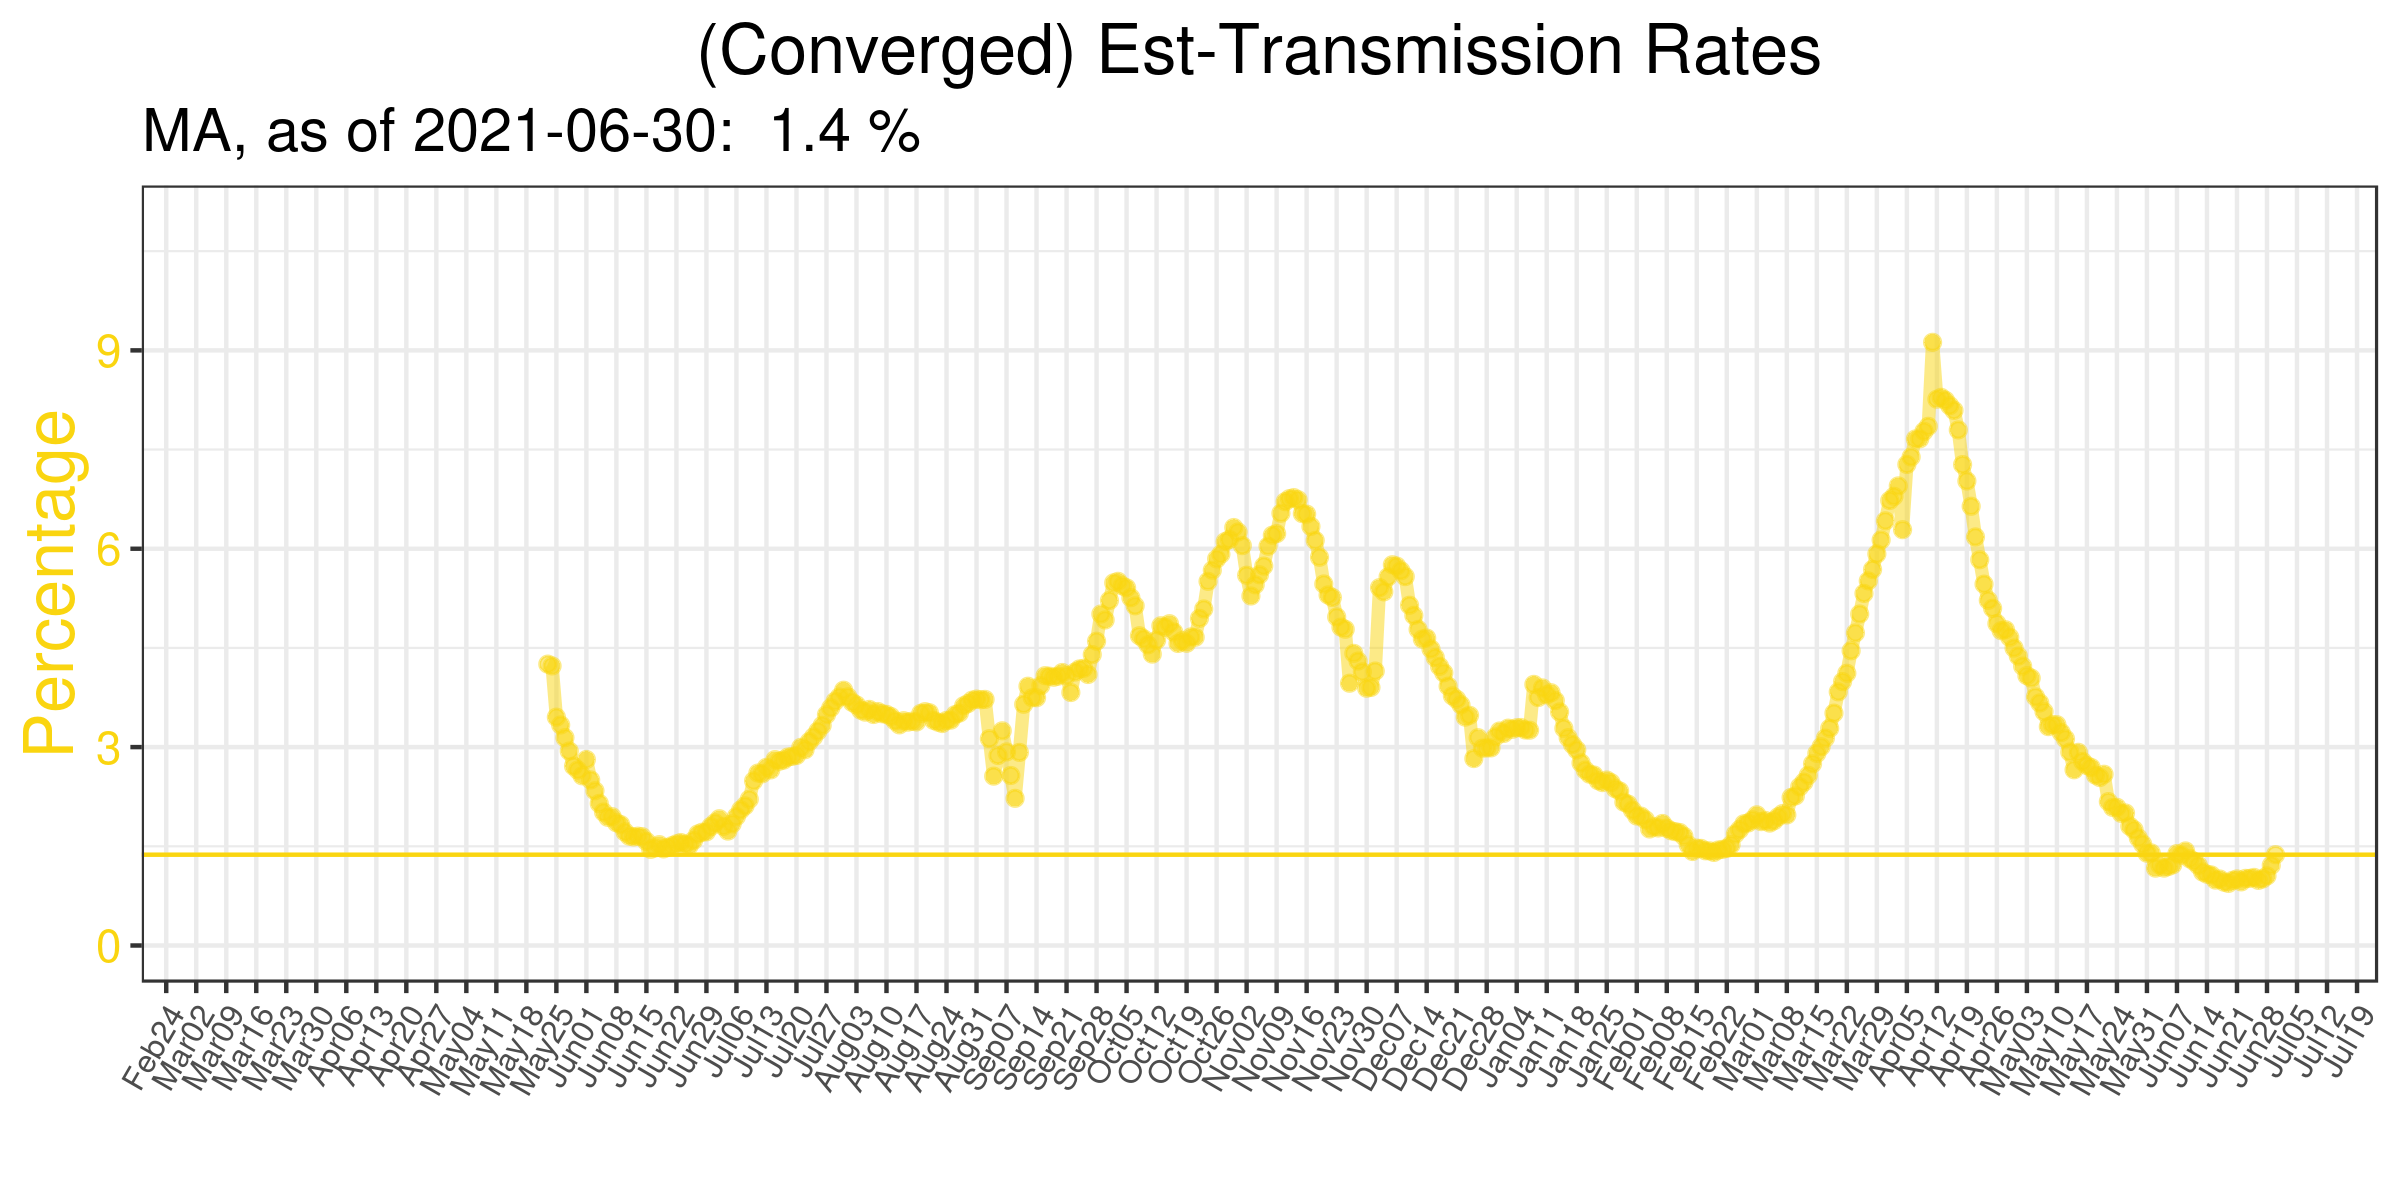 (Converged) Est-Transmission Rates
MA, as of 2021-06-30:  1.4 %
Percentage
9
6
3
0
Feb24
Mar02
Mar09
Mar16
Mar23
Mar30
Apr06
Apr13
Apr20
Apr27
May04
May11
May18
May25
Jun01
Jun08
Jun15
Jun22
Jun29
Jul06
Jul13
Jul20
Jul27
Aug03
Aug10
Aug17
Aug24
Aug31
Sep07
Sep14
Sep21
Sep28
Oct05
Oct12
Oct19
Oct26
Nov02
Nov09
Nov16
Nov23
Nov30
Dec07
Dec14
Dec21
Dec28
Jan04
Jan11
Jan18
Jan25
Feb01
Feb08
Feb15
Feb22
Mar01
Mar08
Mar15
Mar22
Mar29
Apr05
Apr12
Apr19
Apr26
May03
May10
May17
May24
May31
Jun07
Jun14
Jun21
Jun28
Jul05
Jul12
Jul19